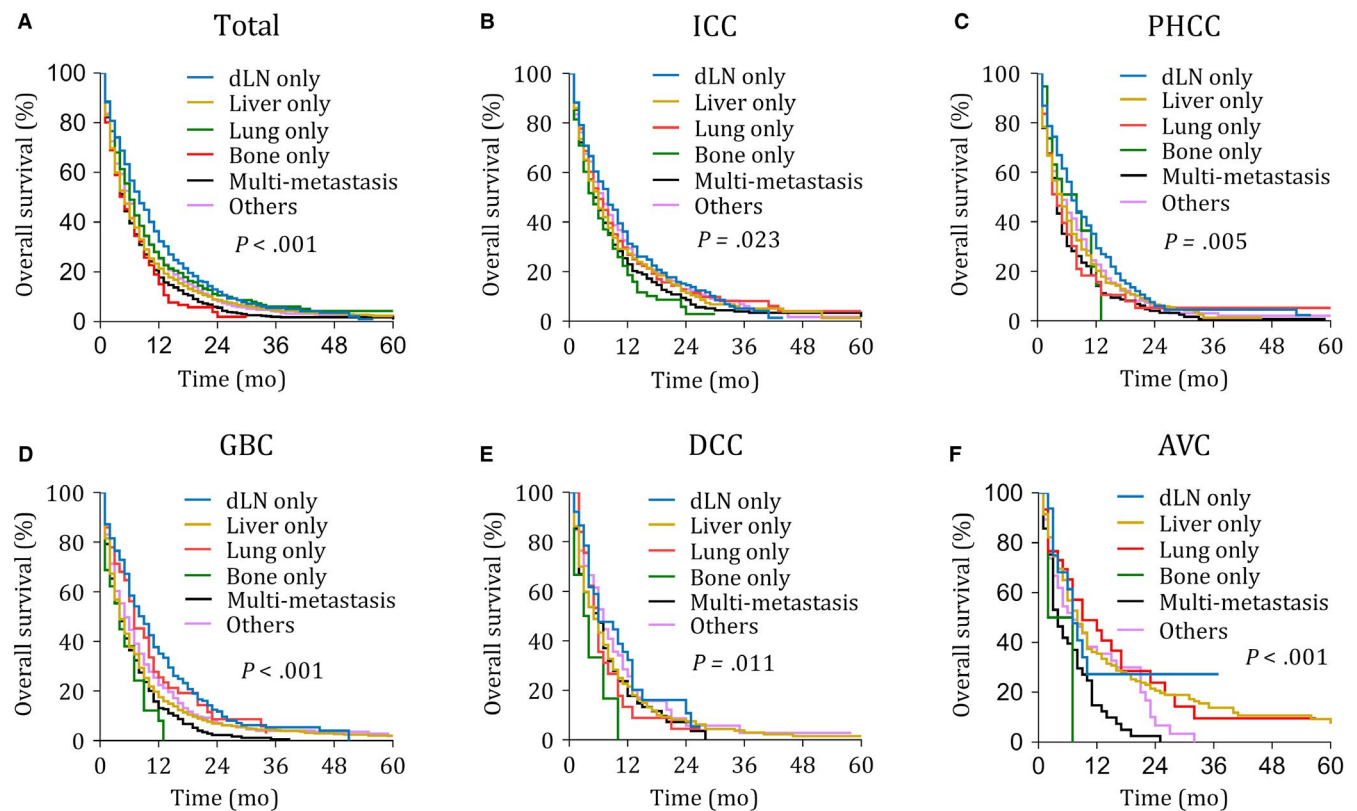 A Total
Overall survival (%)
100
80
60
40
20
0
dLN only
Liver only
Lung only
Bone only
Multi-metastasis
Others
P < .001
0 12 24 36 48 60
Time (mo)
B ICC
Overall survival (%)
100
80
60
40
20
0
dLN only
Liver only
Lung only
Bone only
Multi-metastasis
Others
P = .023
0 12 24 36 48 60
Time (mo)
C PHCC
Overall survival (%)
100
80
60
40
20
0
dLN only
Liver only
Lung only
Bone only
Multi-metastasis
Others
P = .005
0 12 24 36 48 60
Time (mo)
D GBC
Overall survival (%)
100
80
60
40
20
0
dLN only
Liver only
Lung only
Bone only
Multi-metastasis
Others
P < .001
0 12 24 36 48 60
Time (mo)
E DCC
Overall survival (%)
100
80
60
40
20
0
dLN only
Liver only
Lung only
Bone only
Multi-metastasis
Others
P = .011
0 12 24 36 48 60
Time (mo)
F AVC
Overall survival (%)
100
80
60
40
20
0
dLN only
Liver only
Lung only
Bone only
Multi-metastasis
Others
P < .001
0 12 24 36 48 60
Time (mo)